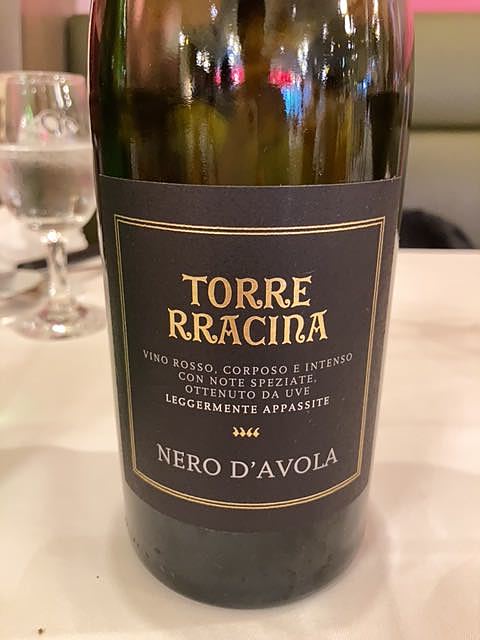 TORRE
RRACINA
VINO ROSSO, CORPOSO E INTENSO
CON NOTE SPEZIATE,
OTTENUTO DA UVE
LEGGERMENTE APPASSITE
NERO D'AVOLA